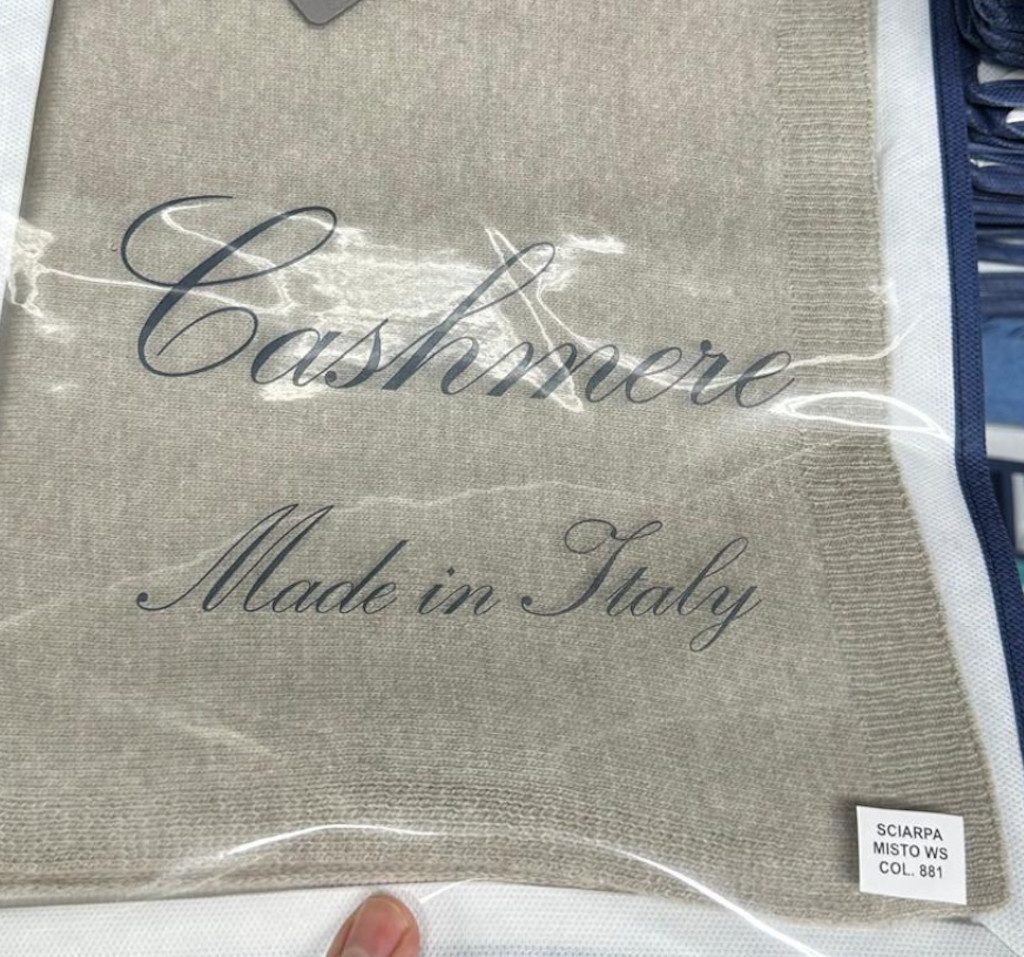 Cashmere
Made in Italy
SCIARPA
MISTO WS
COL. 881